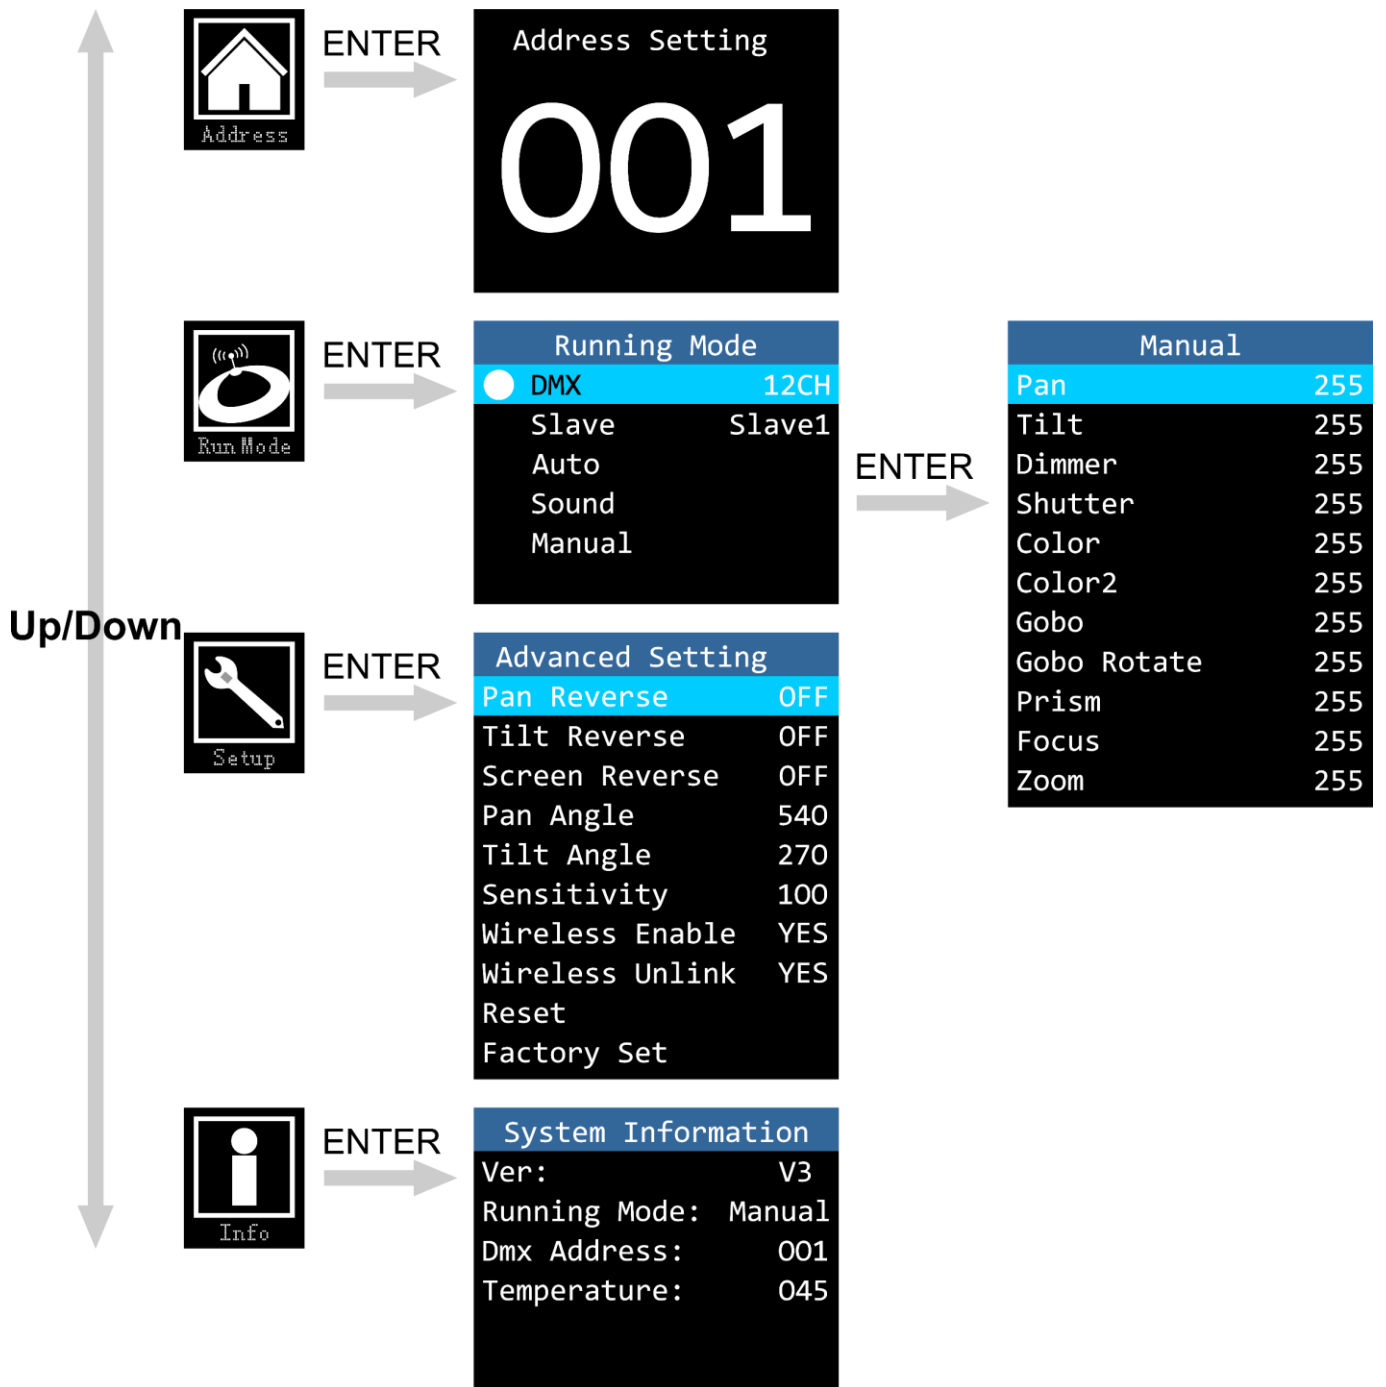 Up/Down
Address
ENTER
Address Setting
001
Run Mode
ENTER
Running Mode
DMX 12CH
Slave Slave1
Auto
Sound
Manual
ENTER
Manual
Pan 255
Tilt 255
Dimmer 255
Shutter 255
Color 255
Color2 255
Gobo 255
Gobo Rotate 255
Prism 255
Focus 255
Zoom 255
Setup
ENTER
Advanced Setting
Pan Reverse OFF
Tilt Reverse OFF
Screen Reverse OFF
Pan Angle 540
Tilt Angle 270
Sensitivity 100
Wireless Enable YES
Wireless Unlink YES
Reset
Factory Set
Info
ENTER
System Information
Ver: V3
Running Mode: Manual
Dmx Address: 001
Temperature: 045